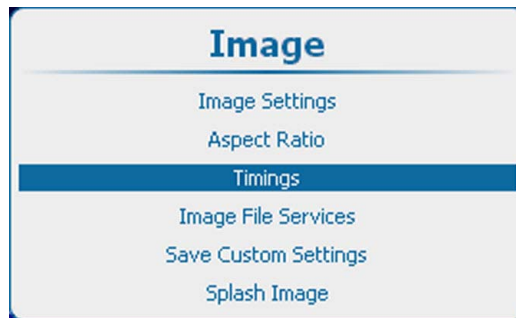 Image
Image Settings
Aspect Ratio
Timings
Image File Services
Save Custom Settings
Splash Image